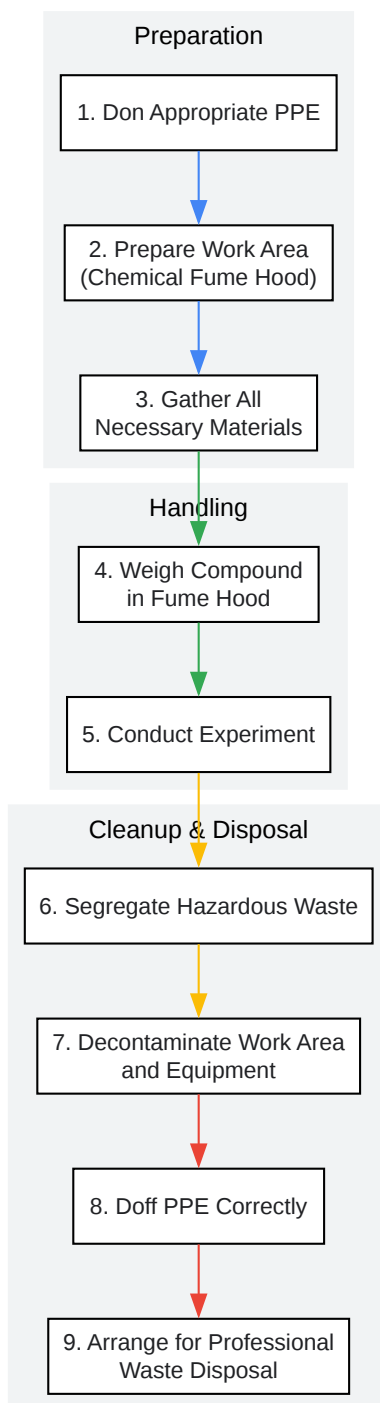 Preparation
1. Don Appropriate PPE
2. Prepare Work Area
(Chemical Fume Hood)
3. Gather All
Necessary Materials
Handling
4. Weigh Compound
in Fume Hood
5. Conduct Experiment
Cleanup & Disposal
6. Segregate Hazardous Waste
7. Decontaminate Work Area
and Equipment
8. Doff PPE Correctly
9. Arrange for Professional
Waste Disposal